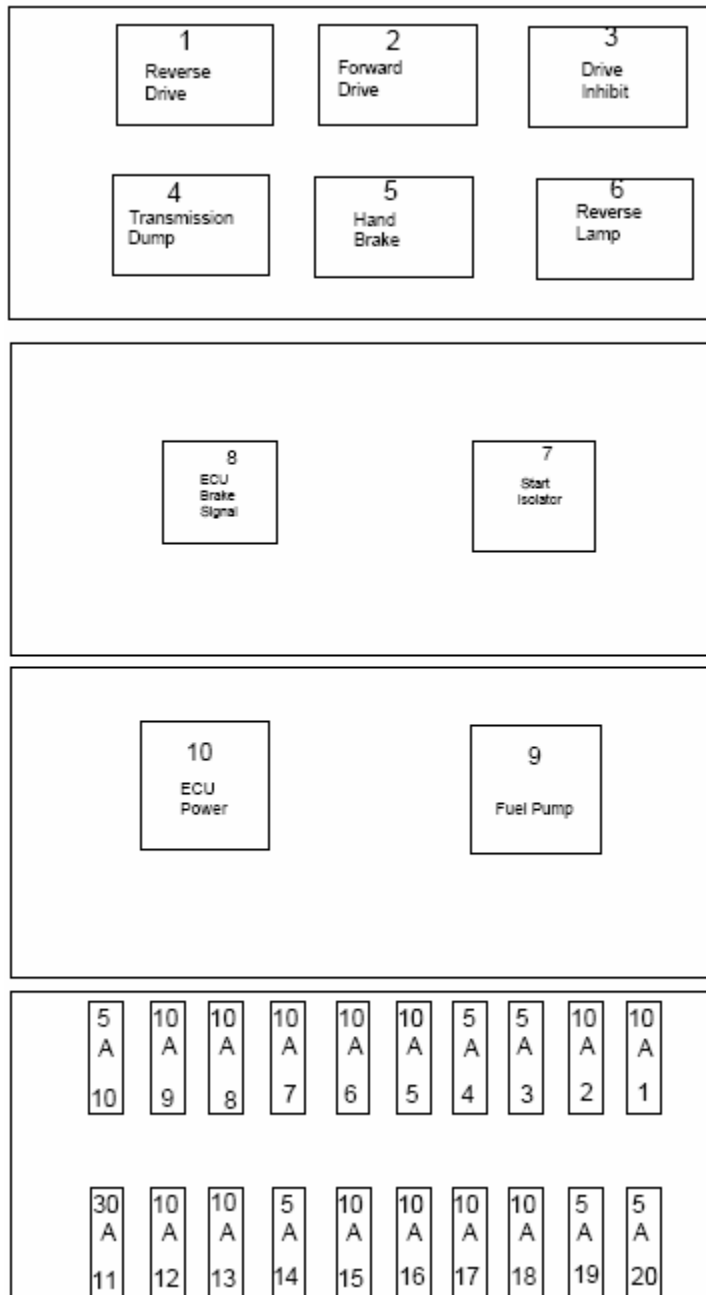 1
Reverse
Drive
2
Forward
Drive
3
Drive
Inhibit
4
Transmission
Dump
5
Hand
Brake
6
Reverse
Lamp
8
ECU
Brake
Signal
7
Start
Isolator
10
ECU
Power
9
Fuel Pump
5 10 10 10 10 10 5 5 10 10
A A A A A A A A A A
10 9 8 7 6 5 4 3 2 1
30 10 10 5 10 10 10 10 5 5
A A A A A A A A A A
11 12 13 14 15 16 17 18 19 20